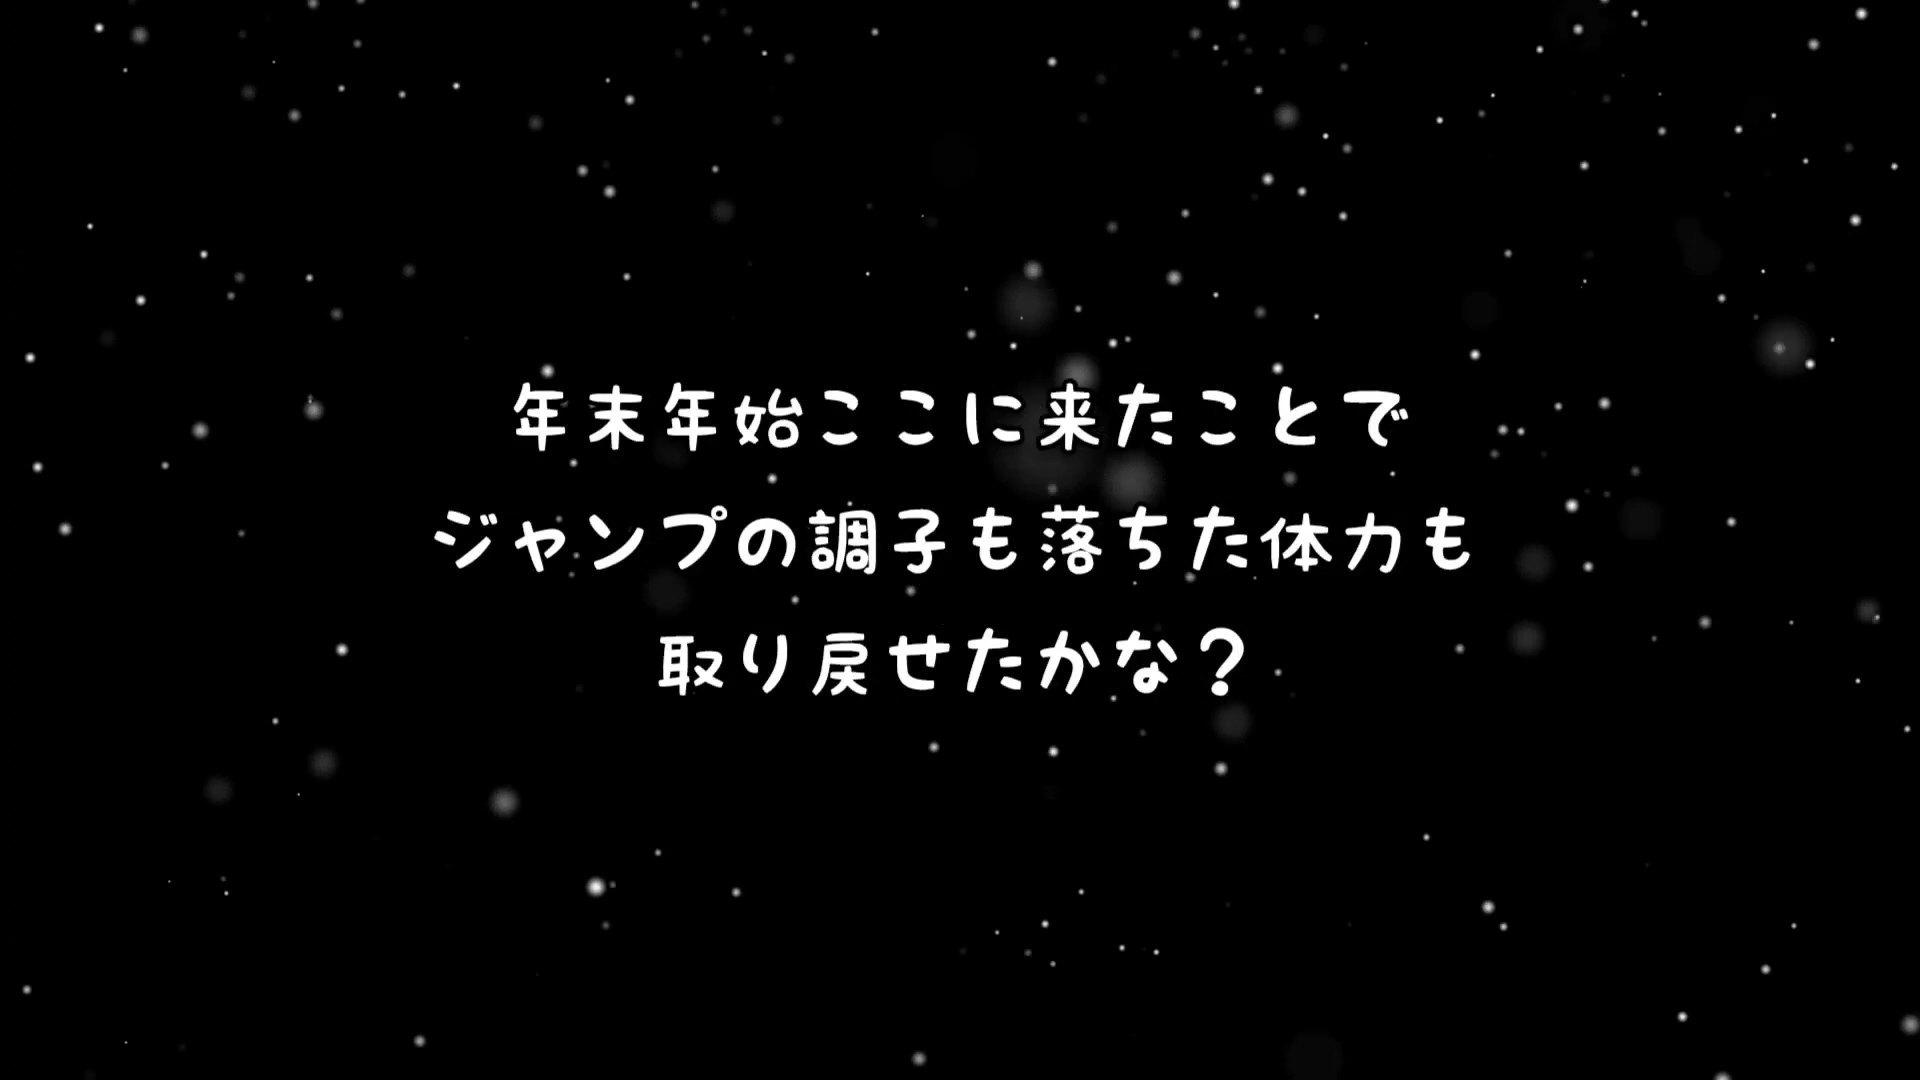 年末年始ここに来たことで
ジャンプの調子も落ちた体力も
取り戻せたかな？